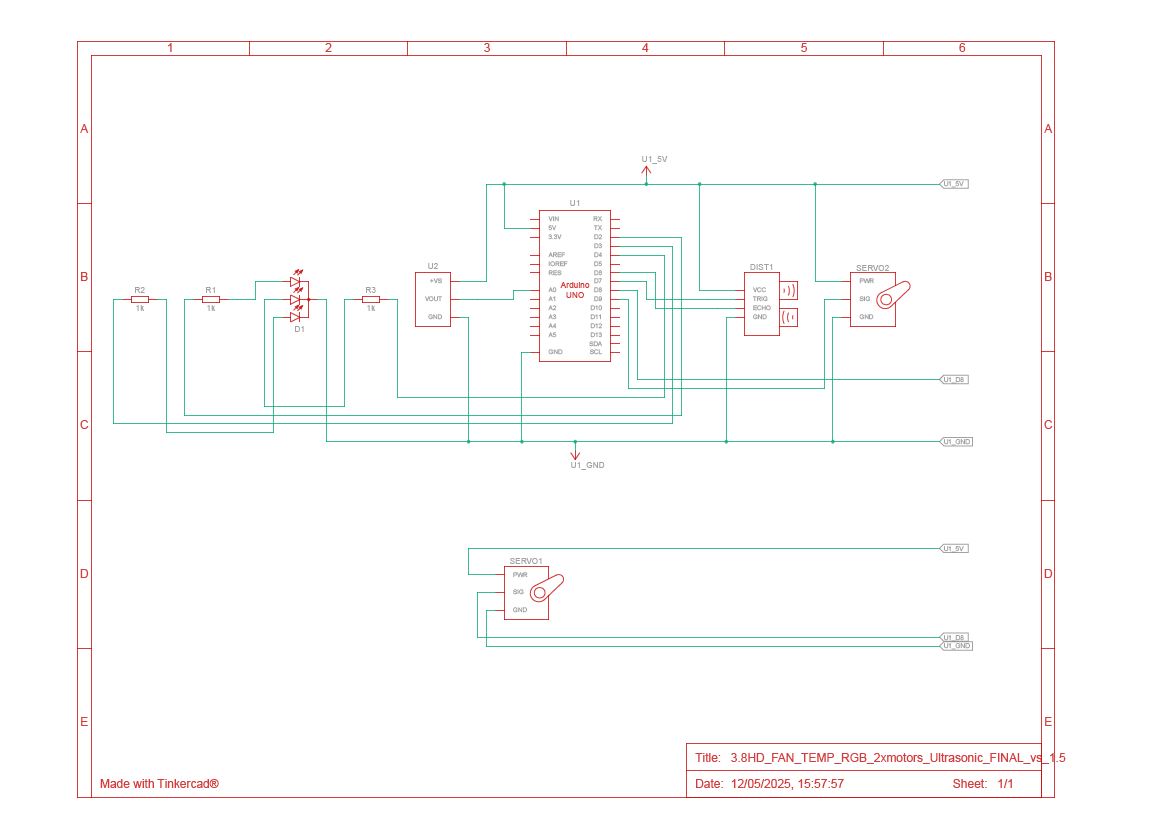 1 2 3 4 5 6
A A
U1_5V
U1_5V
U1
VIN RX
5V TX
3.3V D2
D3
AREF D4
IOREF D5
RES D6
D7
Arduino
UNO
A0 D8
A1 D9
A2 D10
A3 D11
A4 D12
A5 D13
SDA
GND SCL
B B
U2
+VS
VOUT
GND
DIST1
VCC
TRIG
ECHO
GND
SERVO2
PWR
SIG
GND
R2
1k
R1
1k
D1
R3
1k
U1_D8
C C
U1_GND
U1_GND
U1_5V
SERVO1
PWR
SIG
GND
D D
U1_D8
U1_GND
E E
Title: 3.8HD_FAN_TEMP_RGB_2xmotors_Ultrasonic_FINAL_vs_1.5
Made with Tinkercad®
Date: 12/05/2025, 15:57:57 Sheet: 1/1